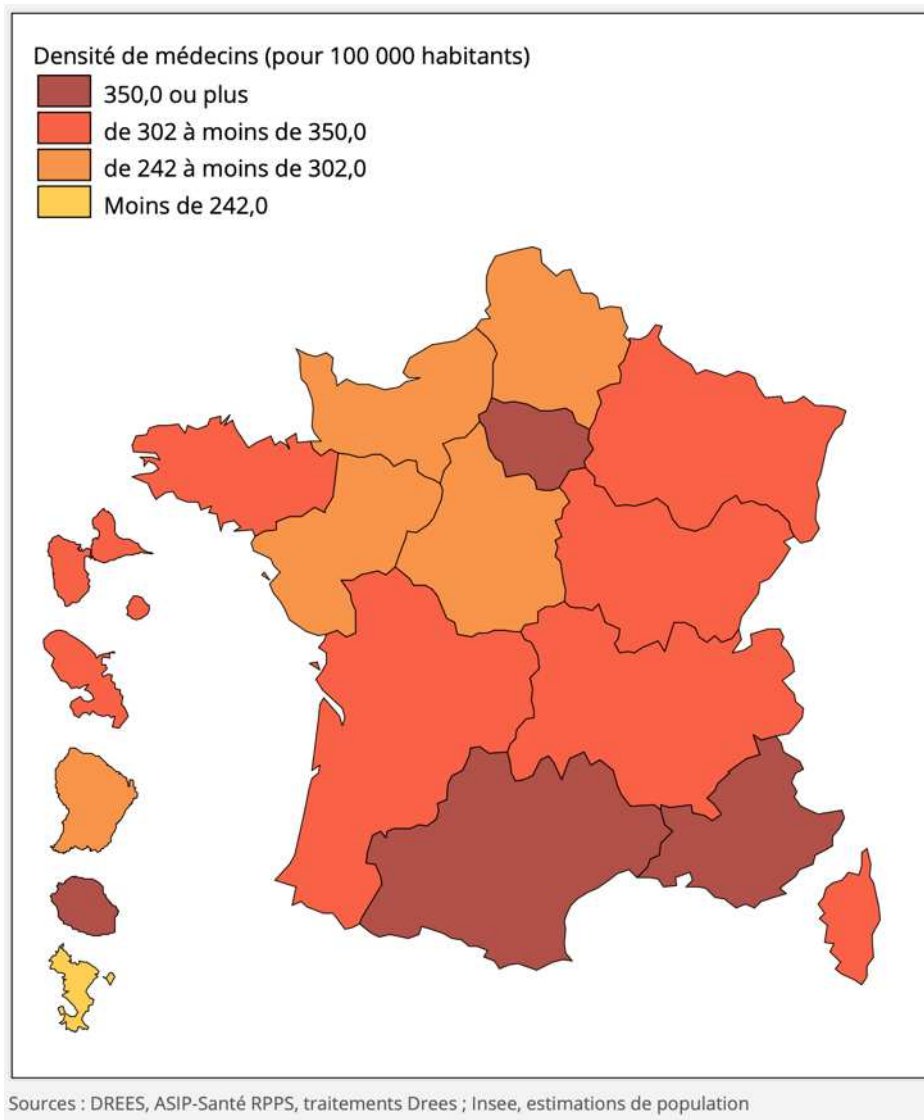 Densité de médecins (pour 100 000 habitants)
350,0 ou plus
de 302 à moins de 350,0
de 242 à moins de 302,0
Moins de 242,0
Sources : DREES, ASIP-Santé RPPS, traitements Drees ; Insee, estimations de population